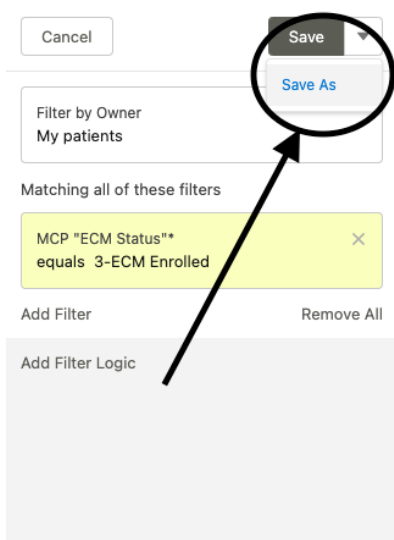 Cancel
Save
Save As
Filter by Owner
My patients
Matching all of these filters
MCP "ECM Status"*
equals 3-ECM Enrolled
Add Filter
Remove All
Add Filter Logic